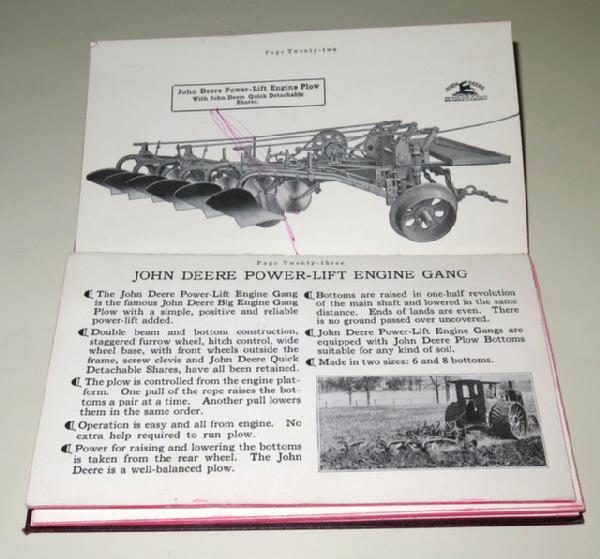 Page Twenty-two
John Deere Power-Lift Engine Plow
With John Deere Quick Detachable
Shares.
JOHN DEERE
Page Twenty-three
JOHN DEERE POWER-LIFT ENGINE GANG
¶ The John Deere Power-Lift Engine Gang
is the famous John Deere Big Engine Gang
Plow with a simple, positive and reliable
power-lift added.
¶ Double beam and bottom construction,
staggered furrow wheel, hitch control, wide
wheel base, with front wheels outside the
frame, screw clevis and John Deere Quick
Detachable Shares, have all been retained.
¶ The plow is controlled from the engine plat-
form. One pull of the rope raises the bot-
toms a pair at a time. Another pull lowers
them in the same order.
¶ Operation is easy and all from engine. No
extra help required to run plow.
¶ Power for raising and lowering the bottoms
is taken from the rear wheel. The John
Deere is a well-balanced plow.
¶ Bottoms are raised in one-half revolution
of the main shaft and lowered in the same
distance. Ends of lands are even. There
is no ground passed over uncovered.
¶ John Deere Power-Lift Engine Gangs are
equipped with John Deere Plow Bottoms
suitable for any kind of soil.
¶ Made in two sizes: 6 and 8 bottoms.